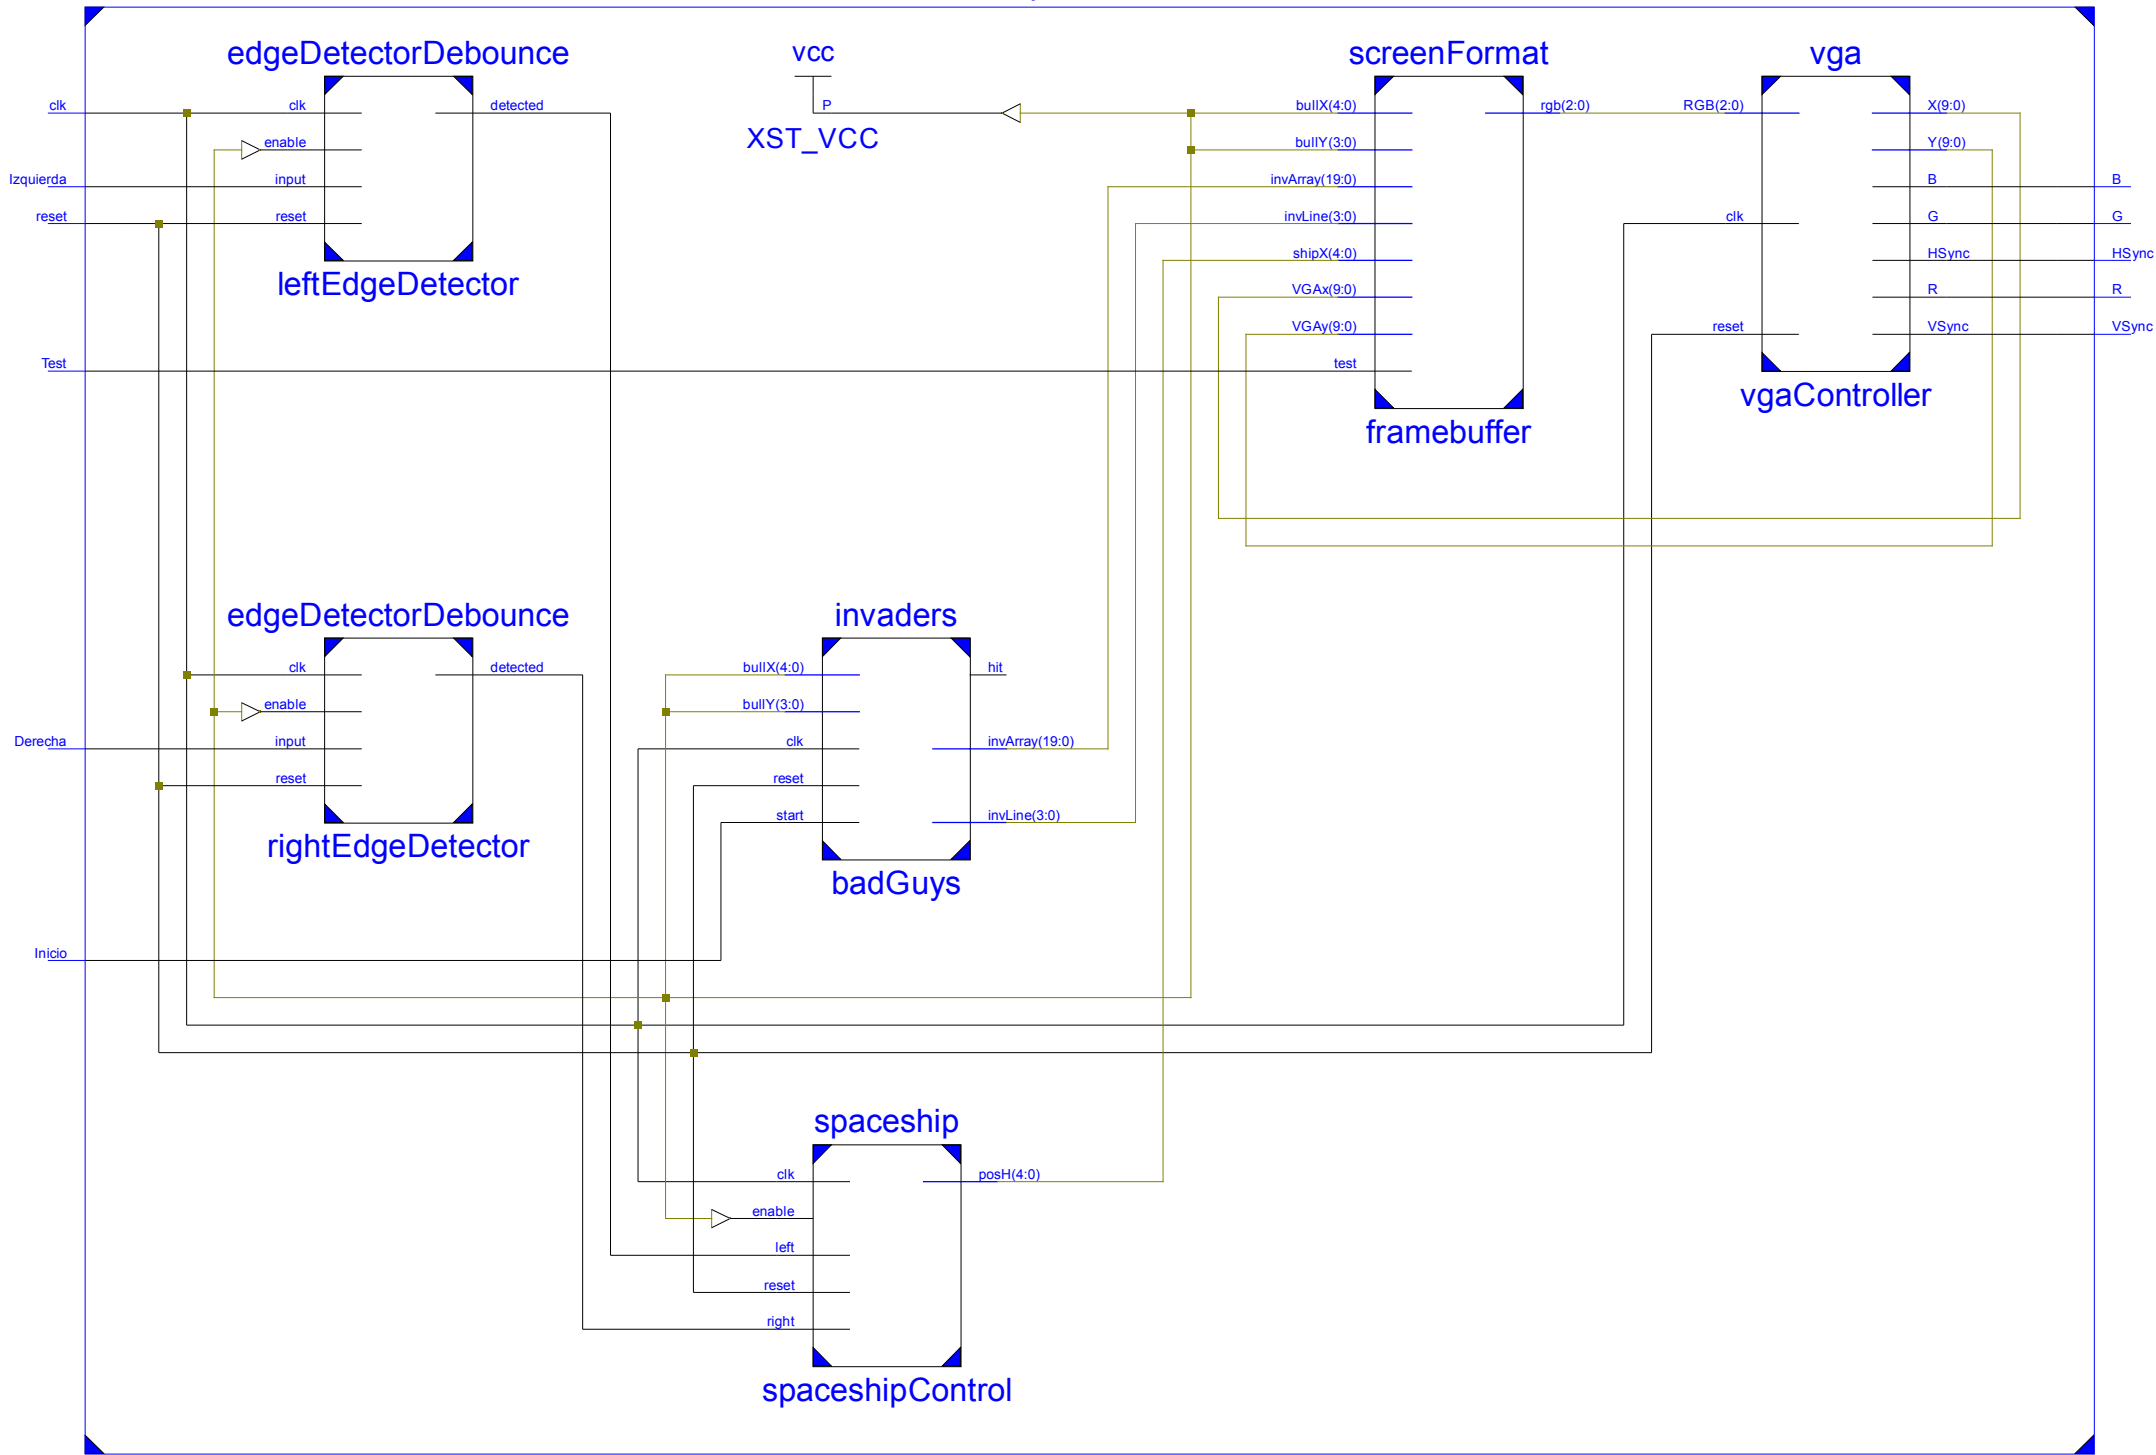 edgeDetectorDebounce
clk
enable
input
reset
detected
leftEdgeDetector
clk
Izquierda
reset
Test
vcc
P
XST_VCC
screenFormat
bullX(4:0)
bullY(3:0)
invArray(19:0)
invLine(3:0)
shipX(4:0)
VGAx(9:0)
VGAy(9:0)
test
rgb(2:0)
framebuffer
vga
RGB(2:0)
clk
reset
X(9:0)
Y(9:0)
B
G
HSync
R
VSync
vgaController
B
G
HSync
R
VSync
edgeDetectorDebounce
clk
enable
input
reset
detected
rightEdgeDetector
Derecha
Inicio
invaders
bullX(4:0)
bullY(3:0)
clk
reset
start
hit
invArray(19:0)
invLine(3:0)
badGuys
spaceship
clk
enable
left
reset
right
posH(4:0)
spaceshipControl